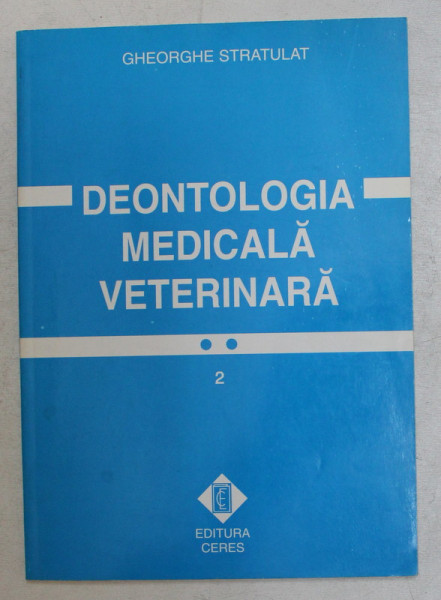 GHEORGHE STRATULAT
DEONTOLOGIA
MEDICALĂ
VETERINARĂ
2
EDITURA
CERES